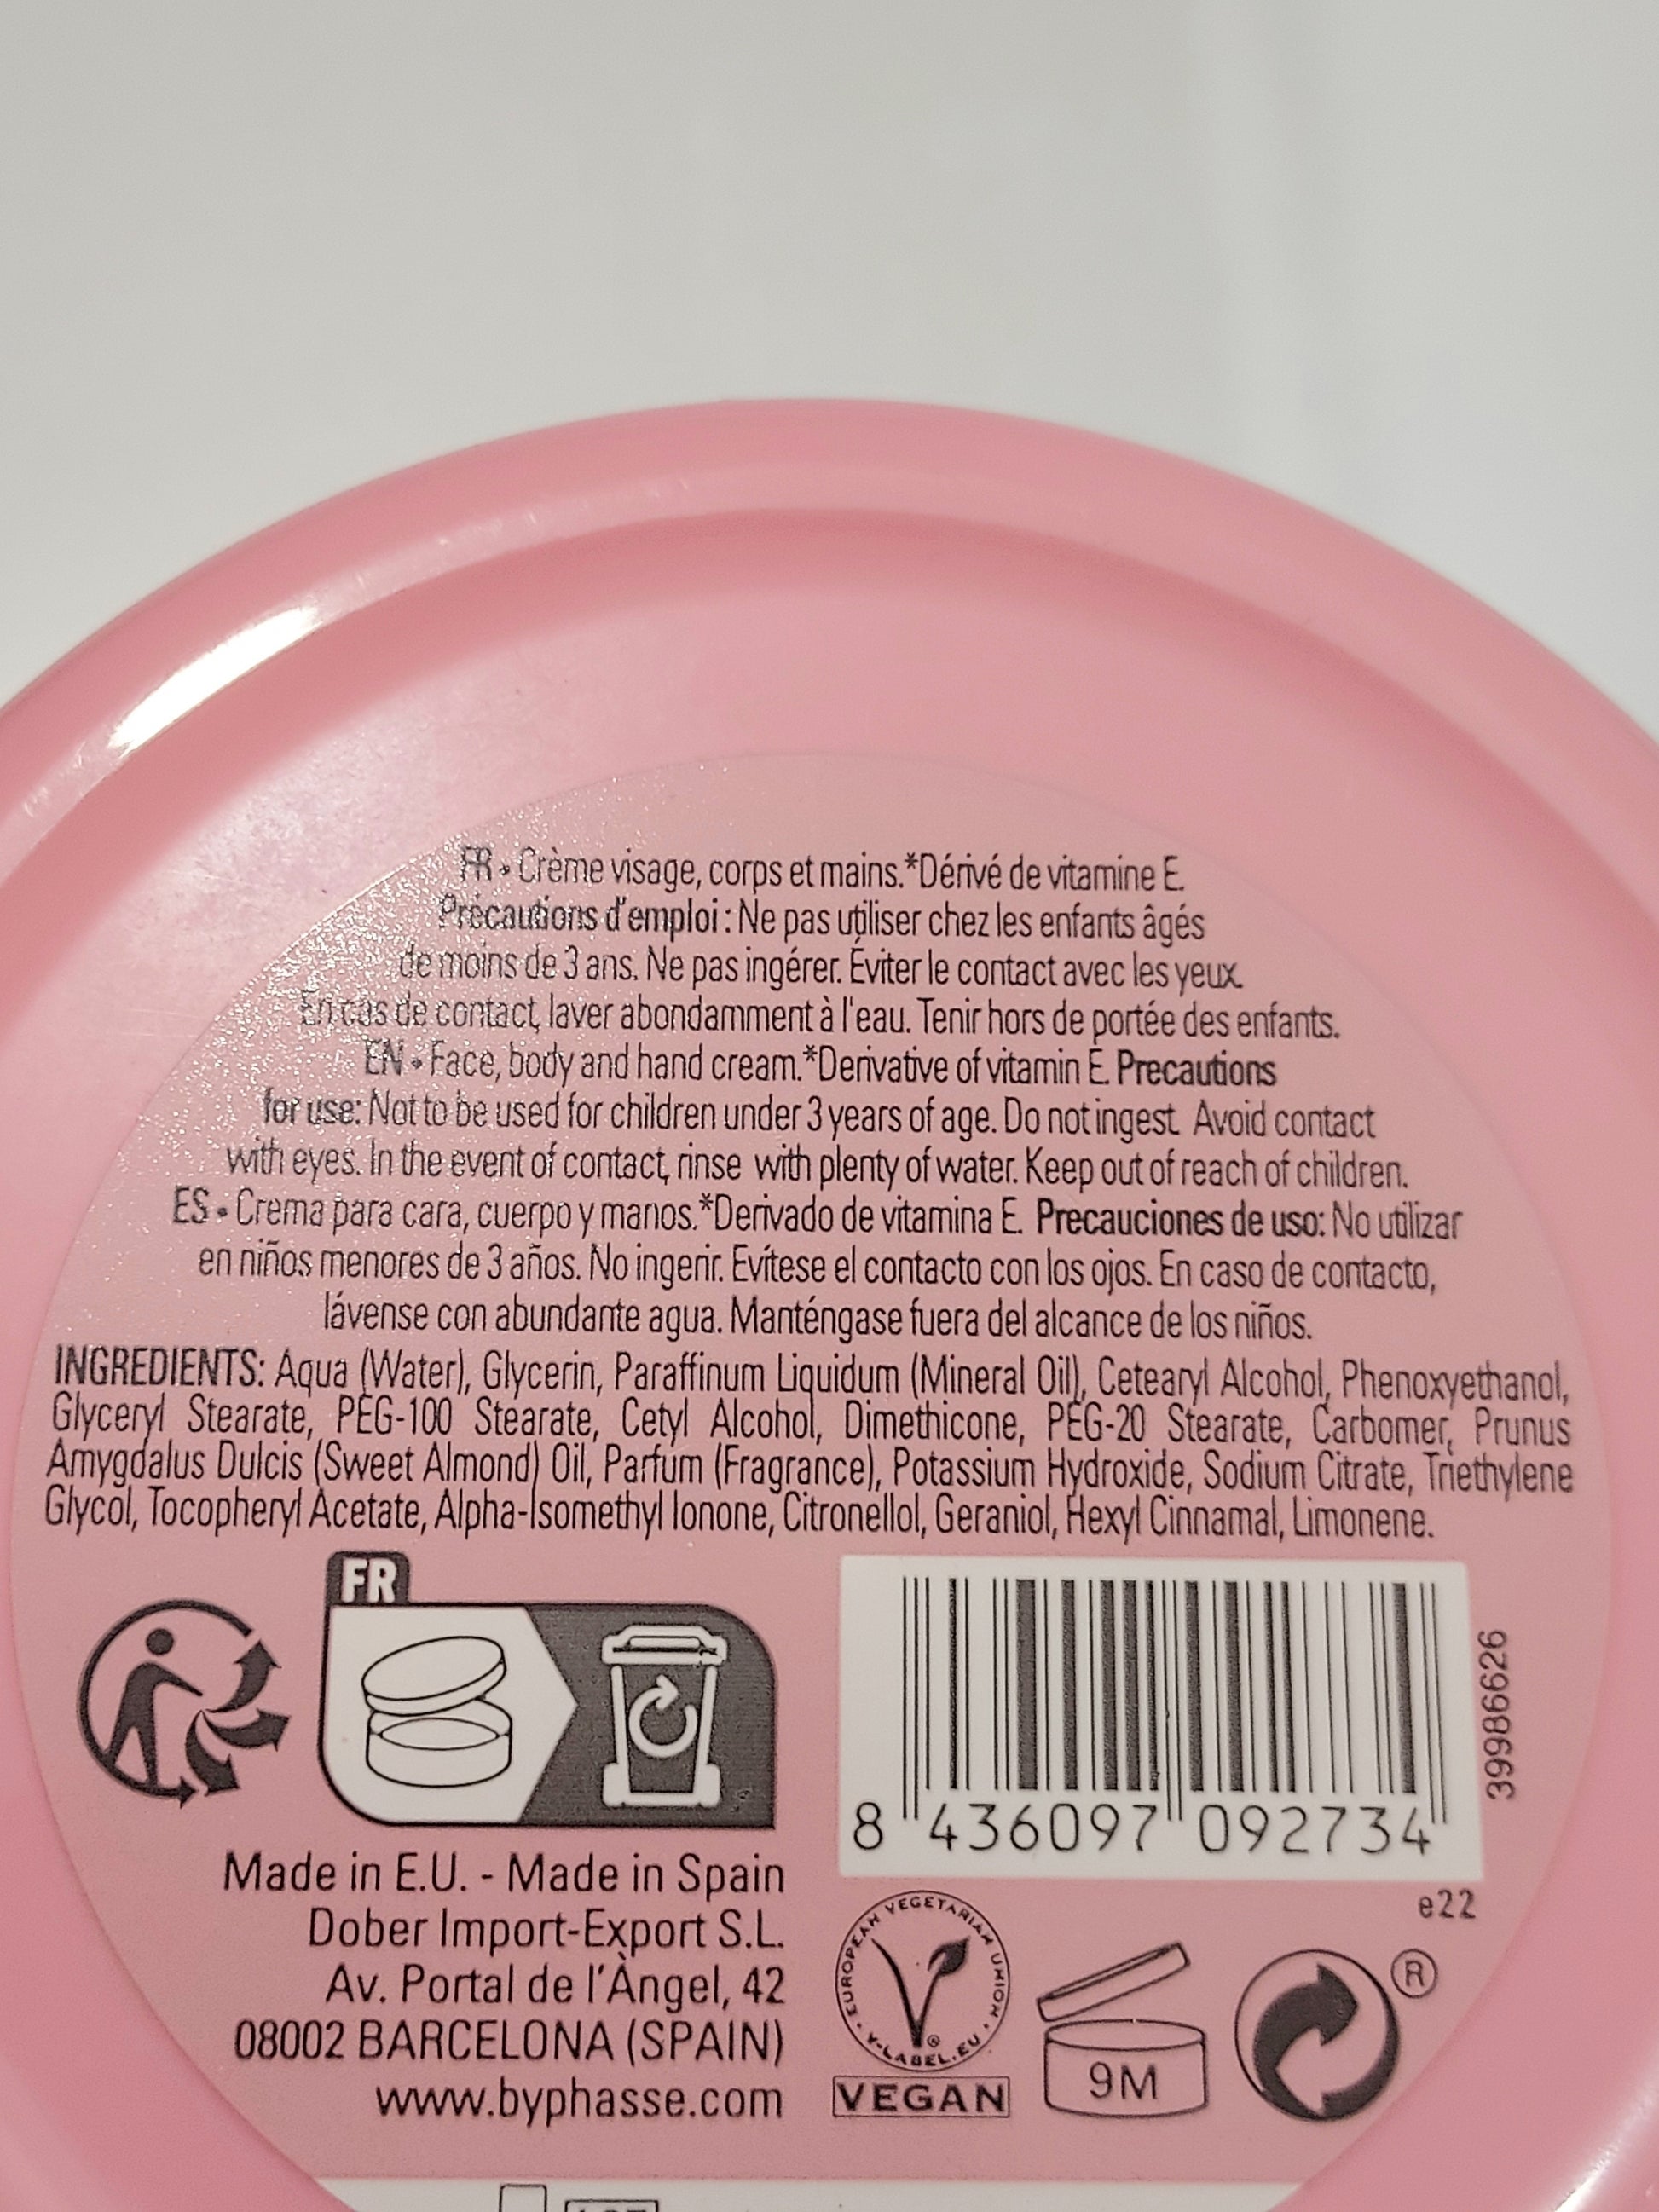 FR • Crème visage, corps et mains.*Dérivé de vitamine E.
Précautions d'emploi : Ne pas utiliser chez les enfants âgés
de moins de 3 ans. Ne pas ingérer. Éviter le contact avec les yeux.
En cas de contact, laver abondamment à l'eau. Tenir hors de portée des enfants.
EN • Face, body and hand cream.*Derivative of vitamin E. Precautions
for use: Not to be used for children under 3 years of age. Do not ingest. Avoid contact
with eyes. In the event of contact, rinse with plenty of water. Keep out of reach of children.
ES • Crema para cara, cuerpo y manos.*Derivado de vitamina E. Precauciones de uso: No utilizar
en niños menores de 3 años. No ingerir. Evítese el contacto con los ojos. En caso de contacto,
lávense con abundante agua. Manténgase fuera del alcance de los niños.
INGREDIENTS: Aqua (Water), Glycerin, Paraffinum Liquidum (Mineral Oil), Cetearyl Alcohol, Phenoxyethanol,
Glyceryl Stearate, PEG-100 Stearate, Cetyl Alcohol, Dimethicone, PEG-20 Stearate, Carbomer, Prunus
Amygdalus Dulcis (Sweet Almond) Oil, Parfum (Fragrance), Potassium Hydroxide, Sodium Citrate, Triethylene
Glycol, Tocopheryl Acetate, Alpha-Isomethyl Ionone, Citronellol, Geraniol, Hexyl Cinnamal, Limonene.
FR
39986626
8 436097 092734
e22
Made in E.U. - Made in Spain
Dober Import-Export S.L.
Av. Portal de l'Àngel, 42
08002 BARCELONA (SPAIN)
www.byphasse.com
EUROPEAN VEGETARIAN UNION • V-LABEL.EU •
®
VEGAN
9M
®